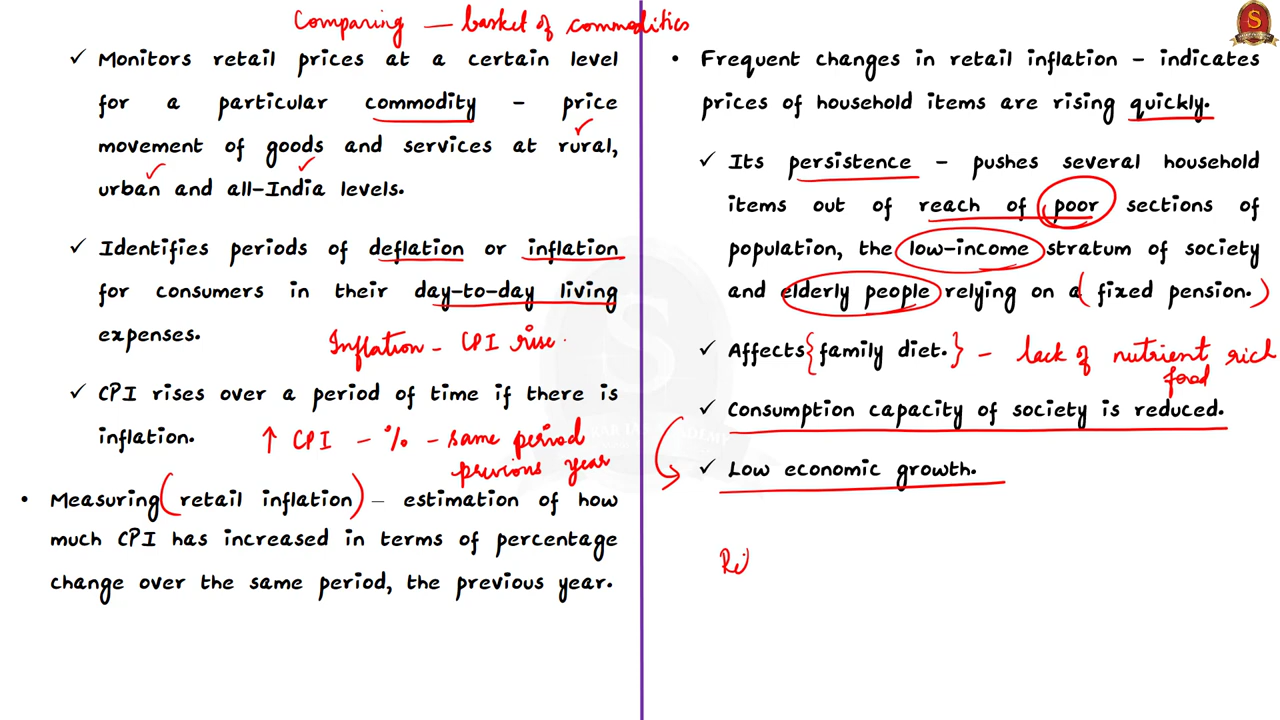 Comparing — basket of commodities
✓ Monitors retail prices at a certain level
for a particular commodity – price
movement of goods and services at rural,
urban and all-India levels.
✓ Identifies periods of deflation or inflation
for consumers in their day-to-day living
expenses.
Inflation - CPI rise
✓ CPI rises over a period of time if there is
inflation.
↑ CPI - % - same period
previous year
• Measuring (retail inflation) – estimation of how
much CPI has increased in terms of percentage
change over the same period, the previous year.
• Frequent changes in retail inflation – indicates
prices of household items are rising quickly.
✓ Its persistence – pushes several household
items out of reach of poor sections of
population, the low-income stratum of society
and elderly people relying on a (fixed pension.)
✓ Affects {family diet.} - lack of nutrient rich
food
✓ Consumption capacity of society is reduced.
✓ Low economic growth.